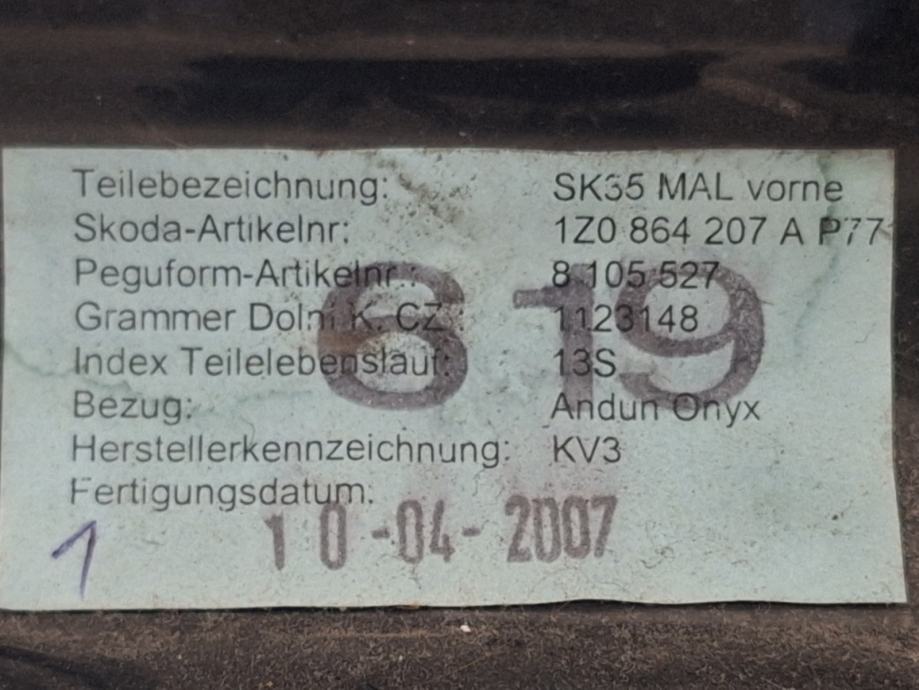 Teilebezeichnung: SK35 MAL vorne
Skoda-Artikelnr: 1Z0 864 207 A P77
Peguform-Artikelnr.: 8 105 527
Grammer Dolni K. CZ : 1123148
Index Teilelebenslauf: 13S
Bezug: Andun Onyx
Herstellerkennzeichnung: KV3
Fertigungsdatum:
619
10-04-2007
1